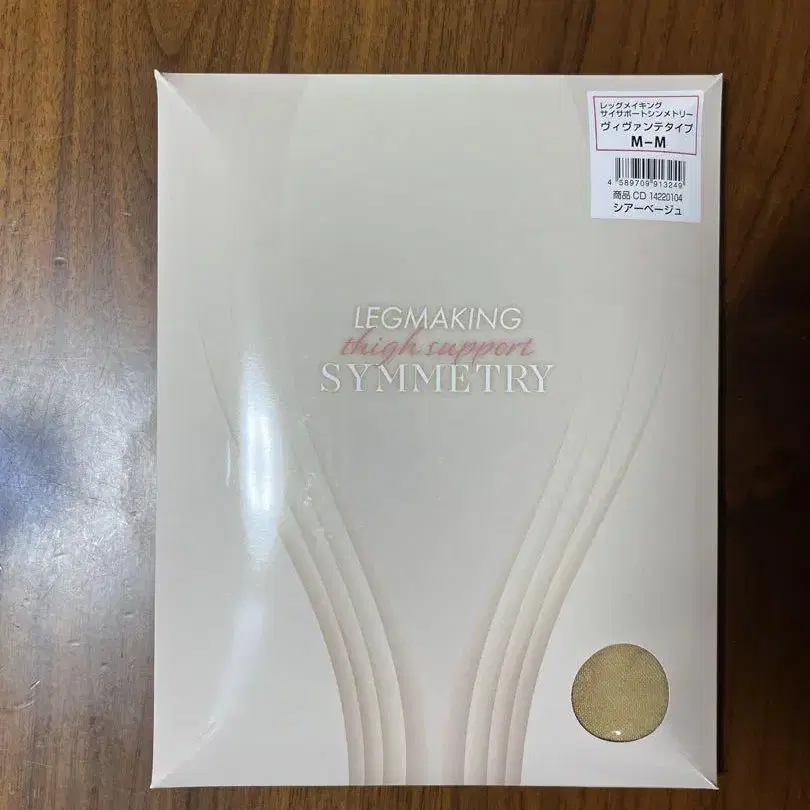 レッグメイキング
サイサポートシンメトリー
ヴィヴァンテタイプ
M–M
4 589709 913249
商品 CD 14220104
シアーベージュ
LEGMAKING
thigh support
SYMMETRY